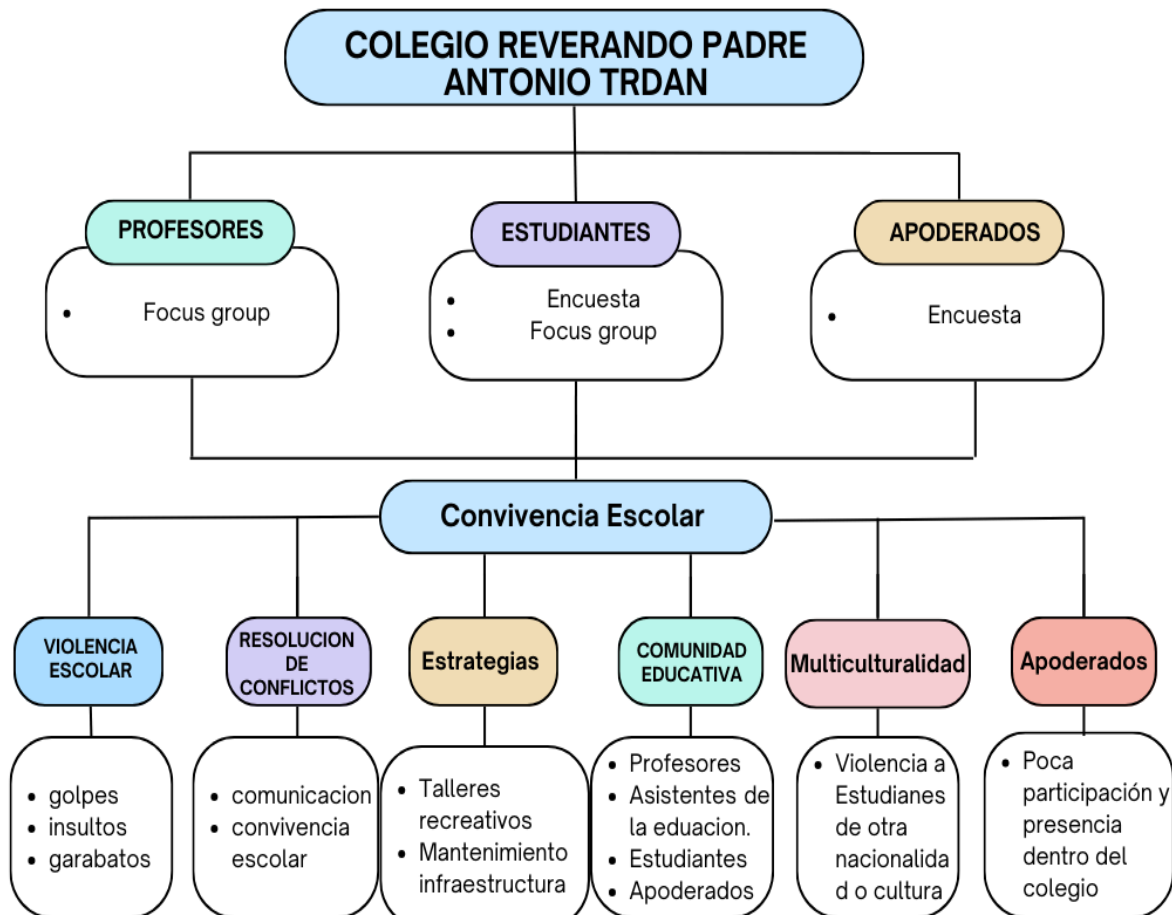 COLEGIO REVERANDO PADRE
ANTONIO TRDAN
PROFESORES
• Focus group
ESTUDIANTES
• Encuesta
• Focus group
APODERADOS
• Encuesta
Convivencia Escolar
VIOLENCIA
ESCOLAR
• golpes
• insultos
• garabatos
RESOLUCION
DE
CONFLICTOS
• comunicacion
• convivencia
escolar
Estrategias
• Talleres
recreativos
• Mantenimiento
infraestructura
COMUNIDAD
EDUCATIVA
• Profesores
• Asistentes de
la eduacion.
• Estudiantes
• Apoderados
Multiculturalidad
• Violencia a
Estudianes
de otra
nacionalida
d o cultura
Apoderados
• Poca
participación y
presencia
dentro del
colegio